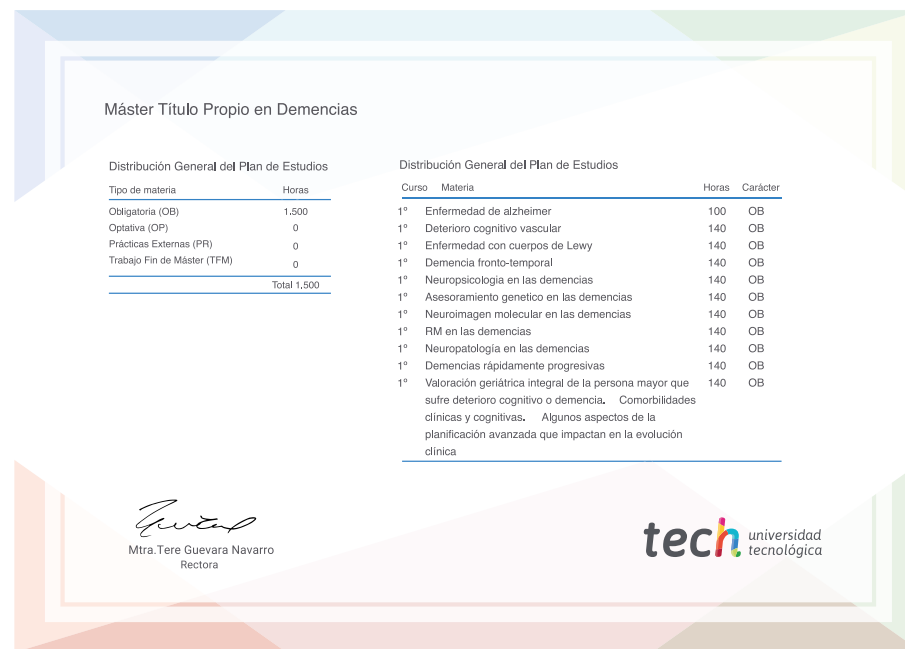 Máster Título Propio en Demencias
Distribución General del Plan de Estudios
Tipo de materia Horas
Obligatoria (OB) 1.500
Optativa (OP) 0
Prácticas Externas (PR) 0
Trabajo Fin de Máster (TFM) 0
Total 1.500
Distribución General del Plan de Estudios
Curso Materia Horas Carácter
1º Enfermedad de alzheimer 100 OB
1º Deterioro cognitivo vascular 140 OB
1º Enfermedad con cuerpos de Lewy 140 OB
1º Demencia fronto-temporal 140 OB
1º Neuropsicologia en las demencias 140 OB
1º Asesoramiento genetico en las demencias 140 OB
1º Neuroimagen molecular en las demencias 140 OB
1º RM en las demencias 140 OB
1º Neuropatología en las demencias 140 OB
1º Demencias rápidamente progresivas 140 OB
1º Valoración geriátrica integral de la persona mayor que 140 OB
sufre deterioro cognitivo o demencia. Comorbilidades
clínicas y cognitivas. Algunos aspectos de la
planificación avanzada que impactan en la evolución
clínica
Mtra.Tere Guevara Navarro
Rectora
tech universidad
tecnológica